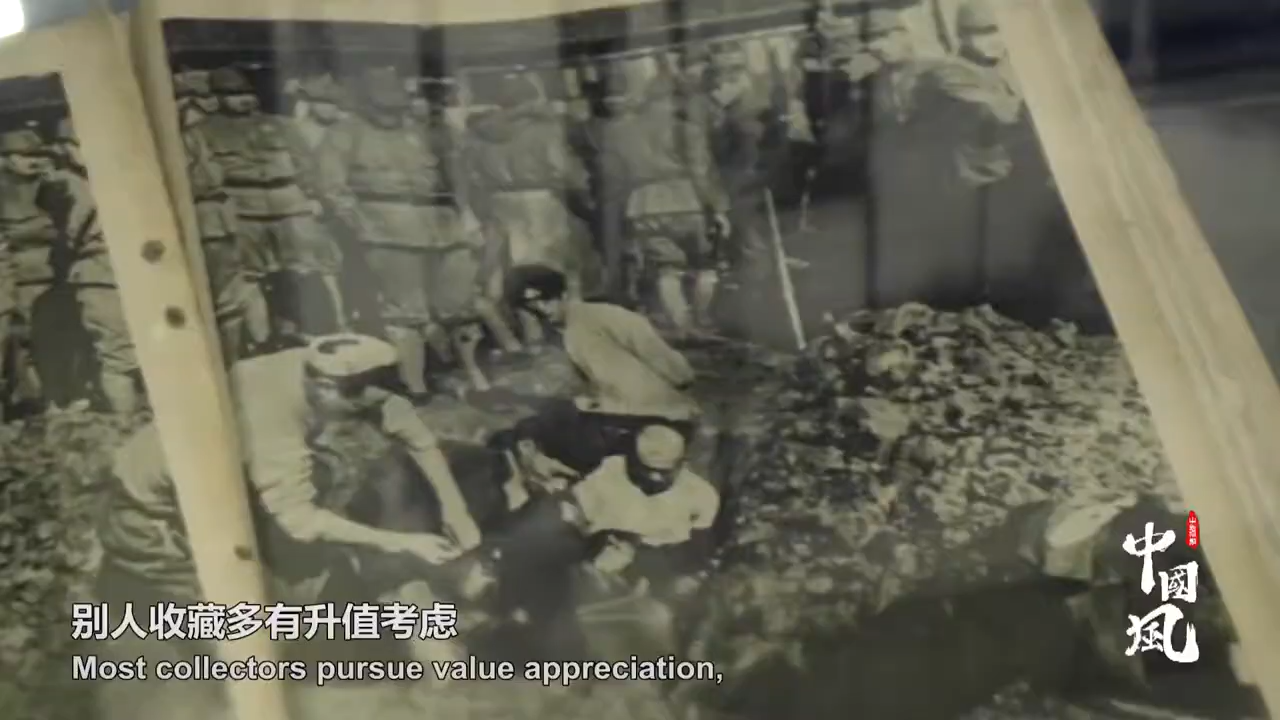 别人收藏多有升值考虑
Most collectors pursue value appreciation,
中國風